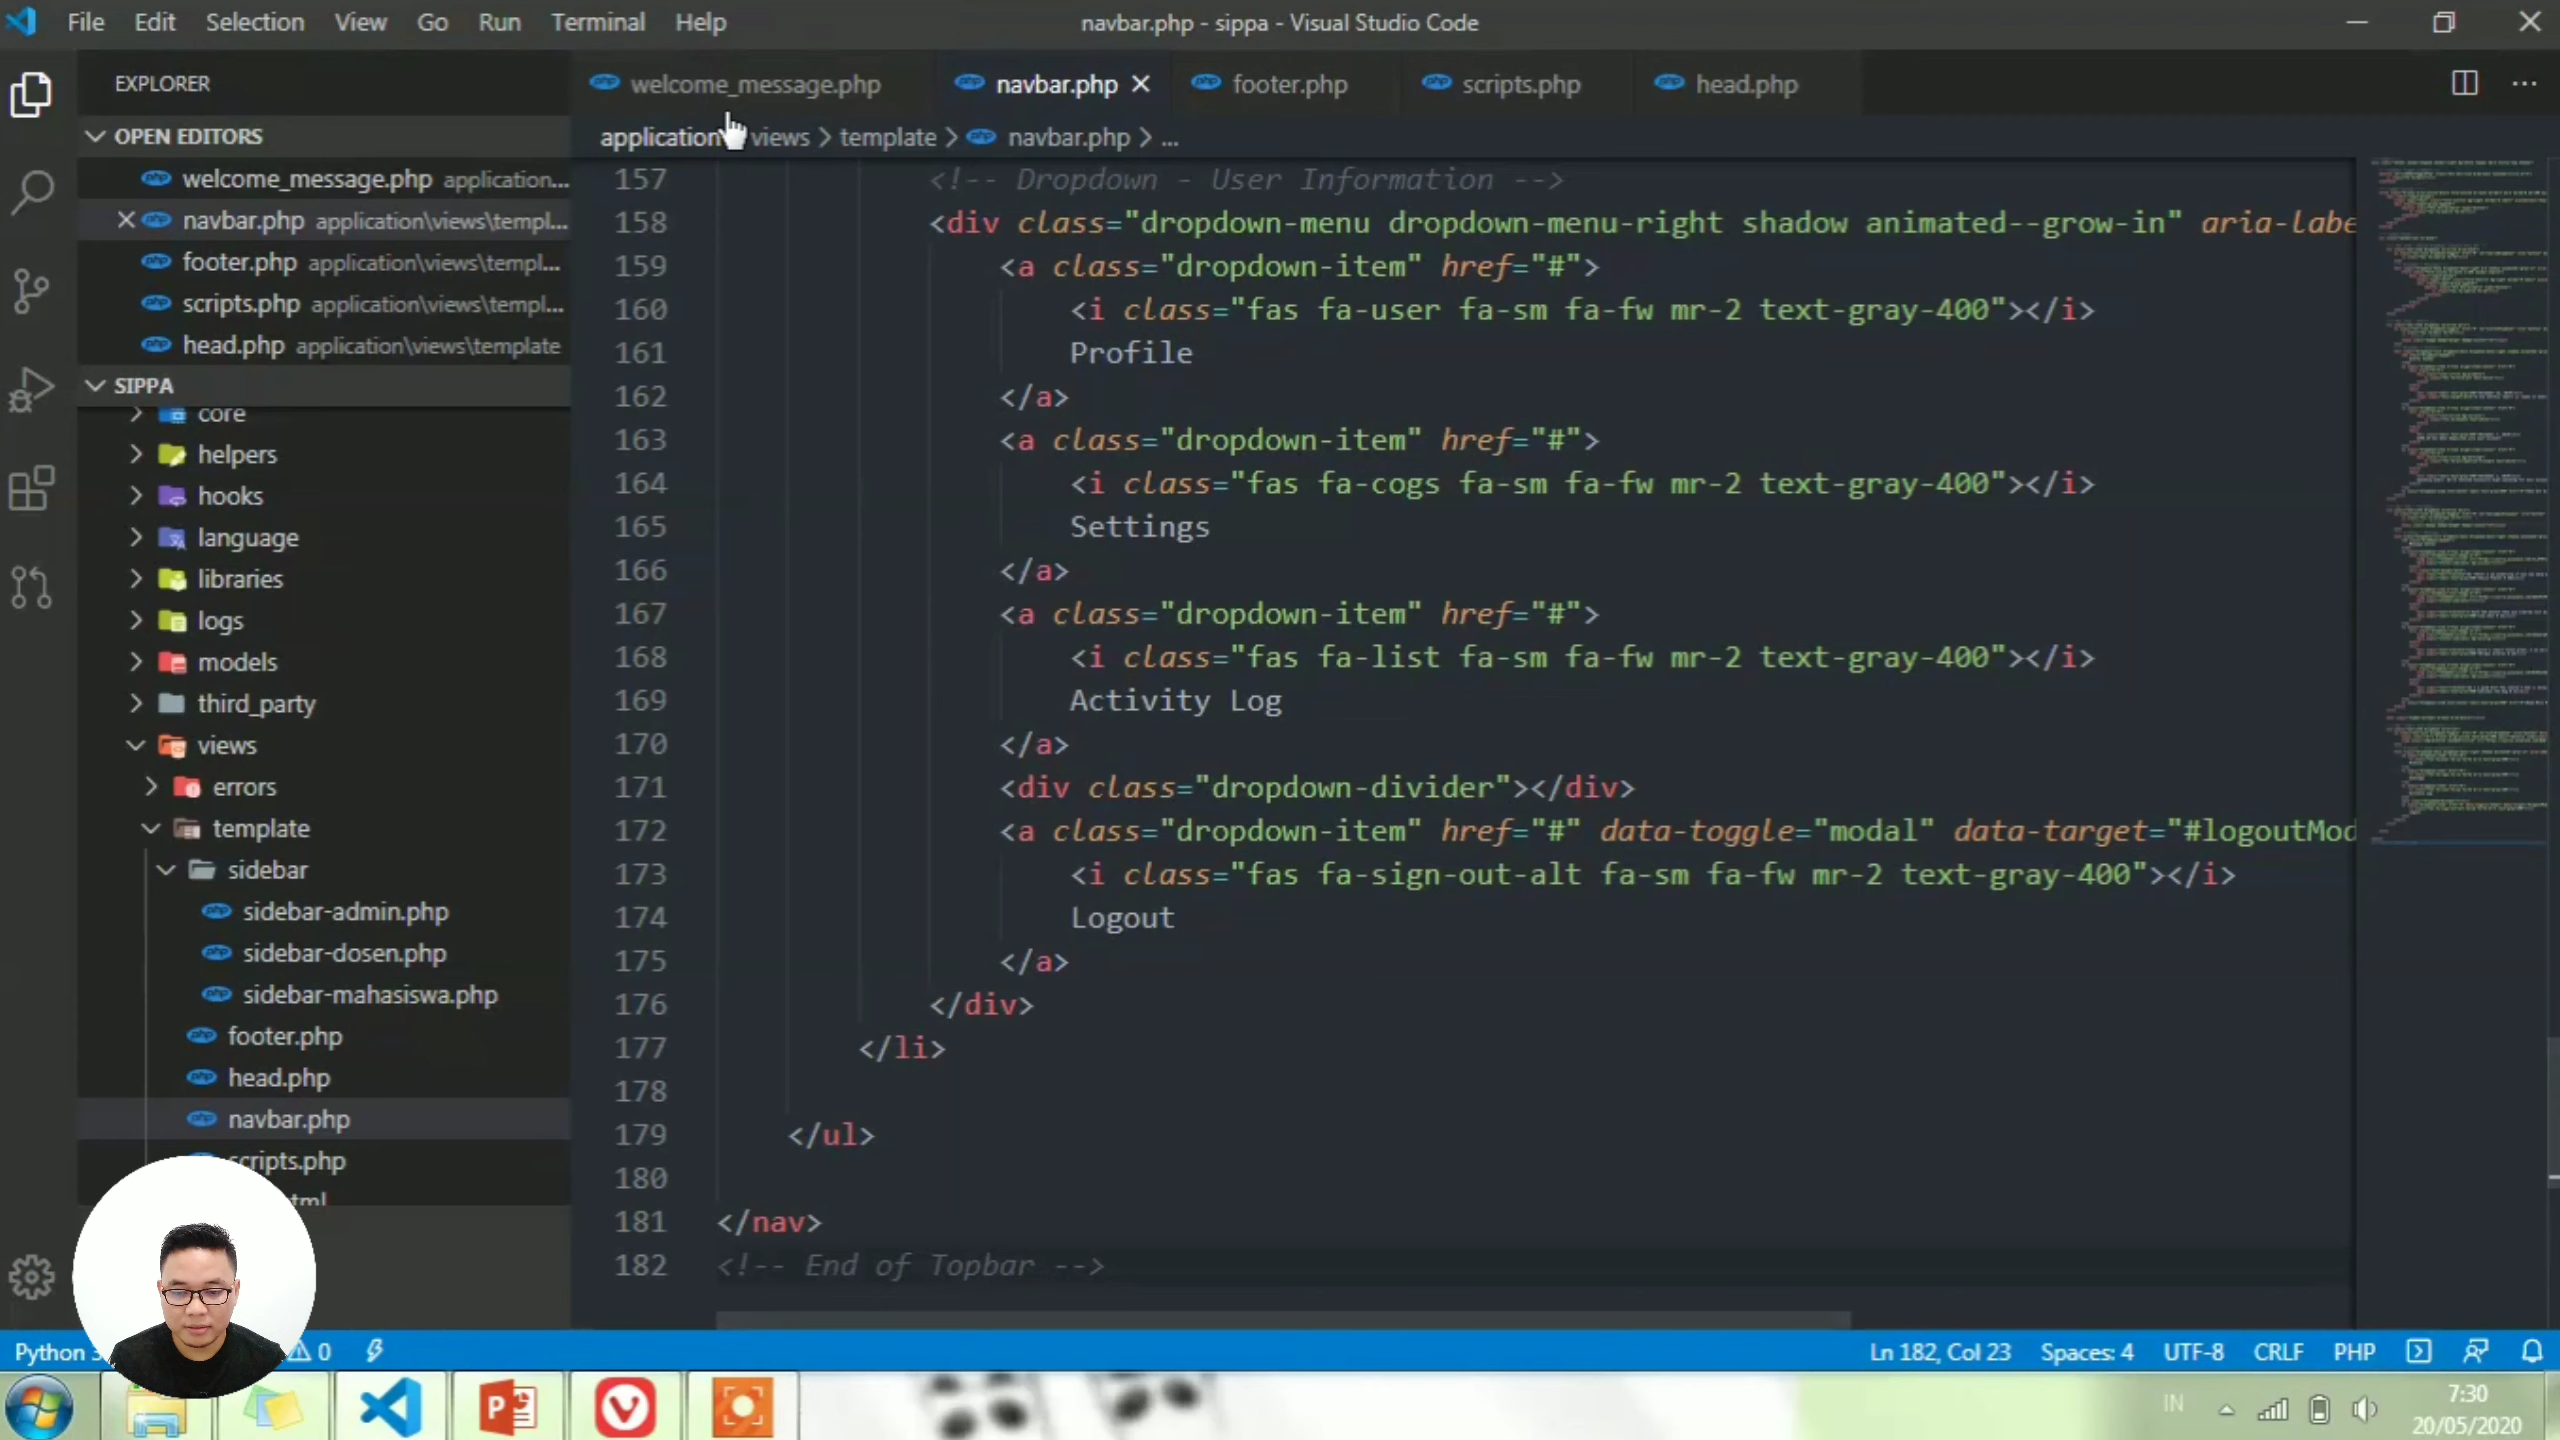 File Edit Selection View Go Run Terminal Help navbar.php - sippa - Visual Studio Code
EXPLORER
OPEN EDITORS
welcome_message.php application...
navbar.php application\views\templ...
footer.php application\views\templ...
scripts.php application\views\templ...
head.php application\views\template
SIPPA
core
helpers
hooks
language
libraries
logs
models
third_party
views
errors
template
sidebar
sidebar-admin.php
sidebar-dosen.php
sidebar-mahasiswa.php
footer.php
head.php
navbar.php
scripts.php
welcome_message.php navbar.php footer.php scripts.php head.php
application views > template > navbar.php > ...
157 <!-- Dropdown - User Information -->
158 <div class="dropdown-menu dropdown-menu-right shadow animated--grow-in" aria-labe
159 <a class="dropdown-item" href="#">
160 <i class="fas fa-user fa-sm fa-fw mr-2 text-gray-400"></i>
161 Profile
162 </a>
163 <a class="dropdown-item" href="#">
164 <i class="fas fa-cogs fa-sm fa-fw mr-2 text-gray-400"></i>
165 Settings
166 </a>
167 <a class="dropdown-item" href="#">
168 <i class="fas fa-list fa-sm fa-fw mr-2 text-gray-400"></i>
169 Activity Log
170 </a>
171 <div class="dropdown-divider"></div>
172 <a class="dropdown-item" href="#" data-toggle="modal" data-target="#logoutMod
173 <i class="fas fa-sign-out-alt fa-sm fa-fw mr-2 text-gray-400"></i>
174 Logout
175 </a>
176 </div>
177 </li>
178
179 </ul>
180
181 </nav>
182 <!-- End of Topbar -->
Python 0 Ln 182, Col 23 Spaces: 4 UTF-8 CRLF PHP
IN 7:30
20/05/2020